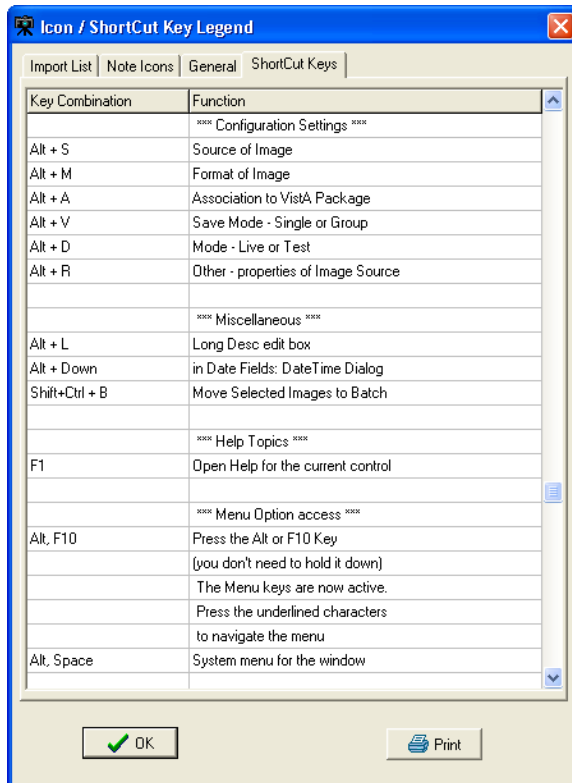 Icon / ShortCut Key Legend
Import List Note Icons General ShortCut Keys
Key Combination Function
*** Configuration Settings ***
Alt + S Source of Image
Alt + M Format of Image
Alt + A Association to VistA Package
Alt + V Save Mode - Single or Group
Alt + D Mode - Live or Test
Alt + R Other - properties of Image Source
*** Miscellaneous ***
Alt + L Long Desc edit box
Alt + Down in Date Fields: DateTime Dialog
Shift+Ctrl + B Move Selected Images to Batch
*** Help Topics ***
F1 Open Help for the current control
*** Menu Option access ***
Alt, F10 Press the Alt or F10 Key
(you don't need to hold it down)
The Menu keys are now active.
Press the underlined characters
to navigate the menu
Alt, Space System menu for the window
OK Print